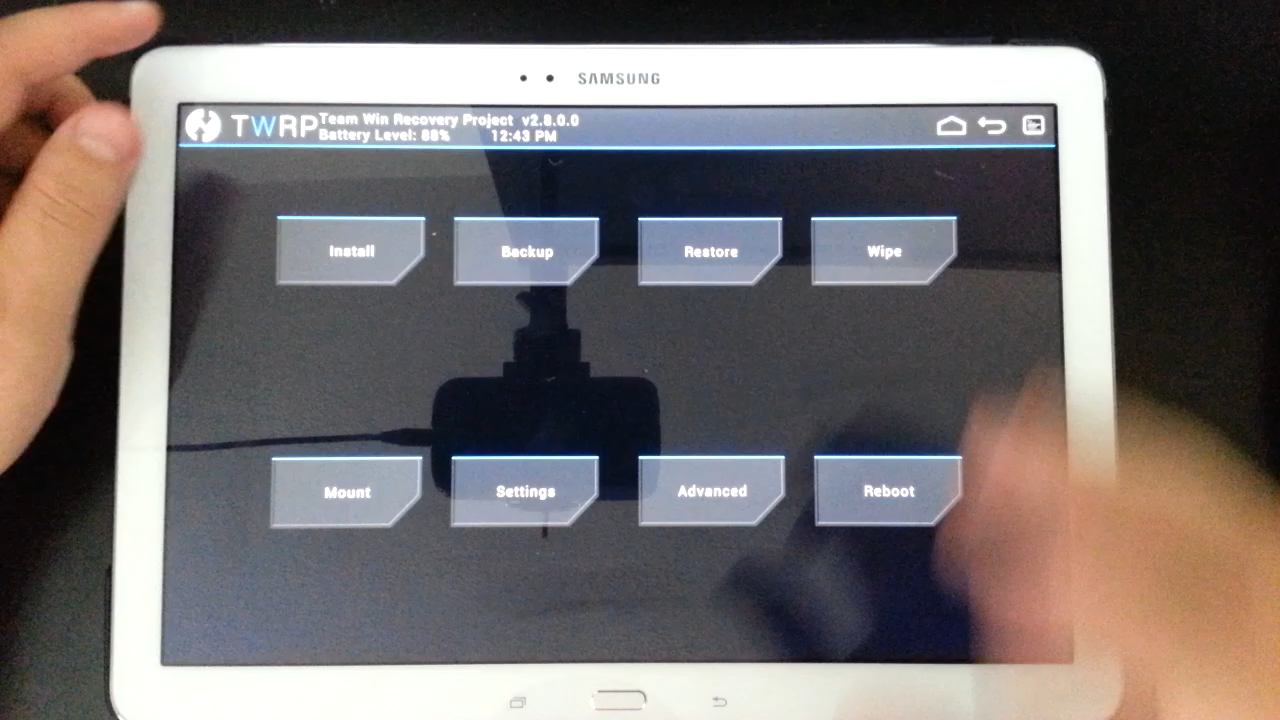 SAMSUNG
TWRP
Team Win Recovery Project v2.8.0.0
Battery Level: 88% 12:43 PM
Install Backup Restore Wipe
Mount Settings Advanced Reboot